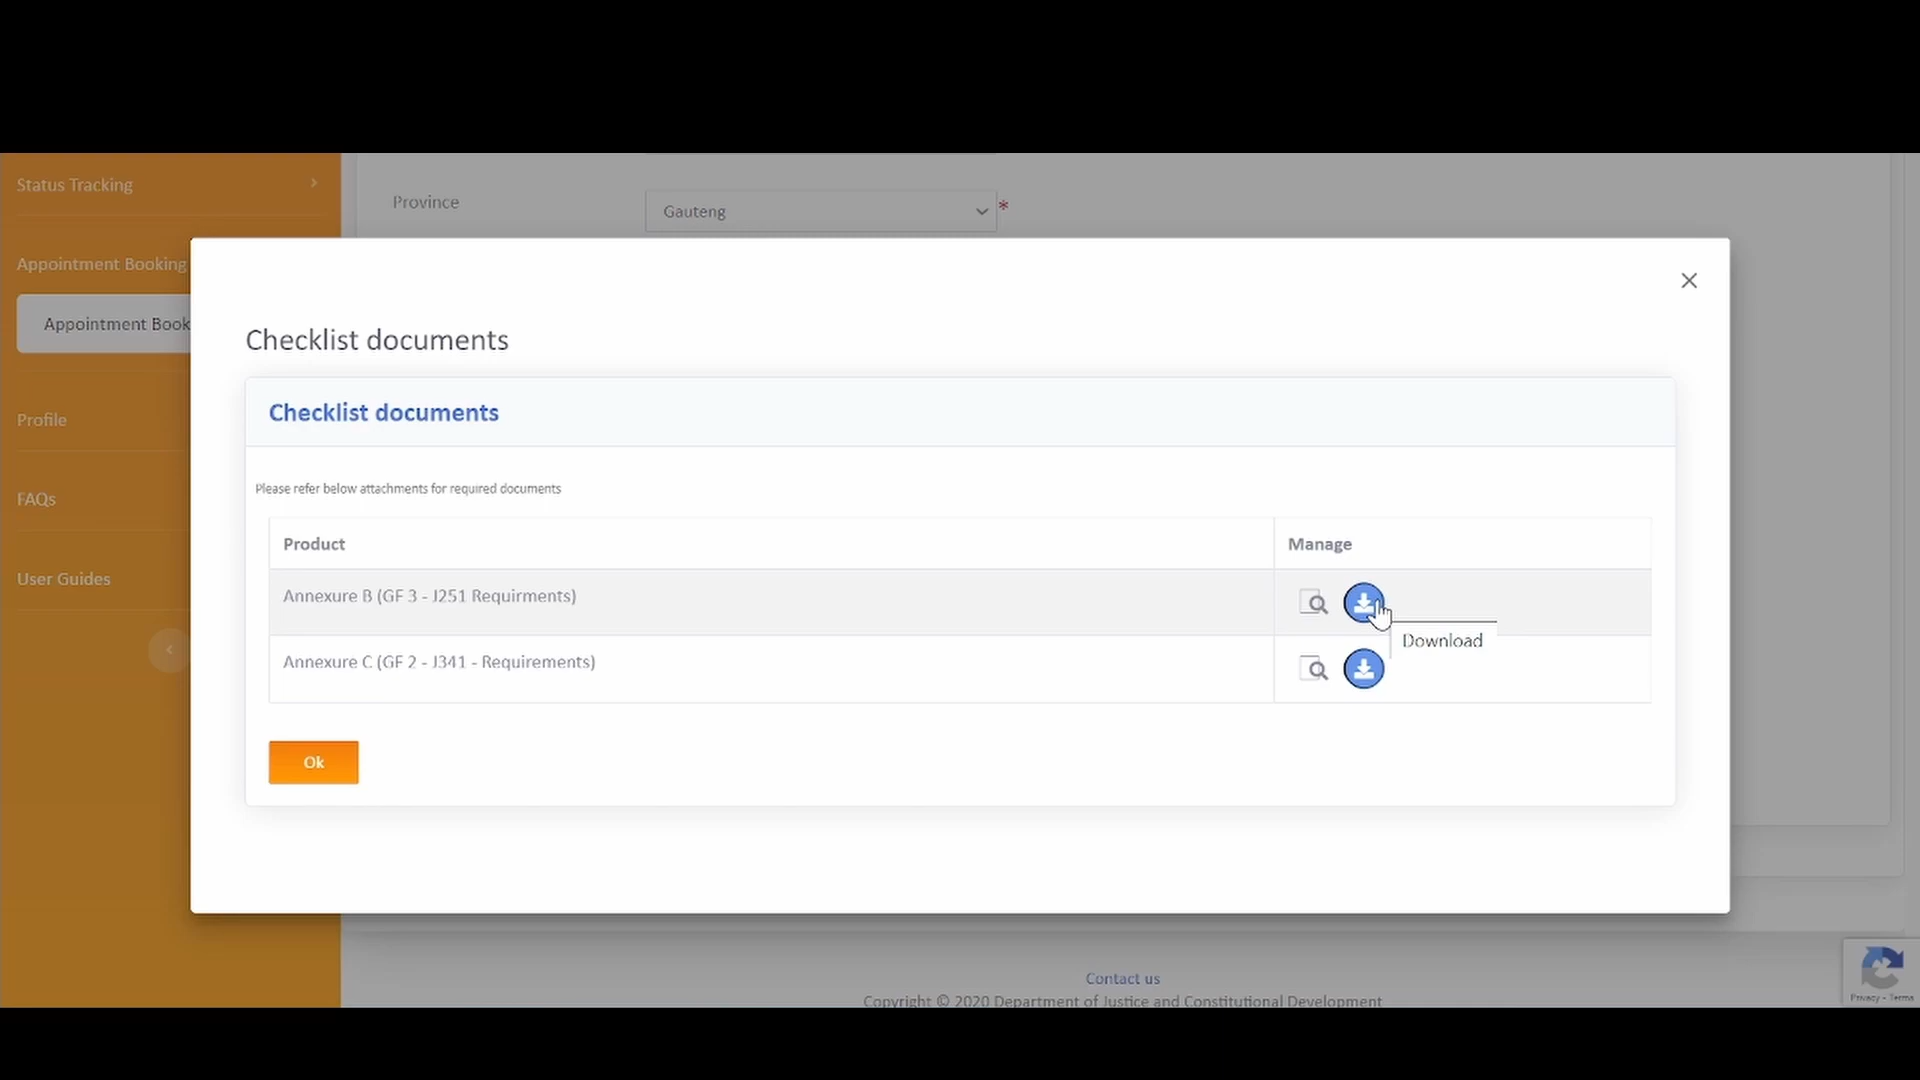 Status Tracking
Province
Gauteng
*
Appointment Booking
Appointment Book
Checklist documents
Checklist documents
Profile
FAQs
Please refer below attachments for required documents
Product
Manage
User Guides
Annexure B (GF 3 - J251 Requirments)
Download
Annexure C (GF 2 - J341 - Requirements)
Ok
Contact us
Copyright © 2020 Department of Justice and Constitutional Development
Privacy - Terms